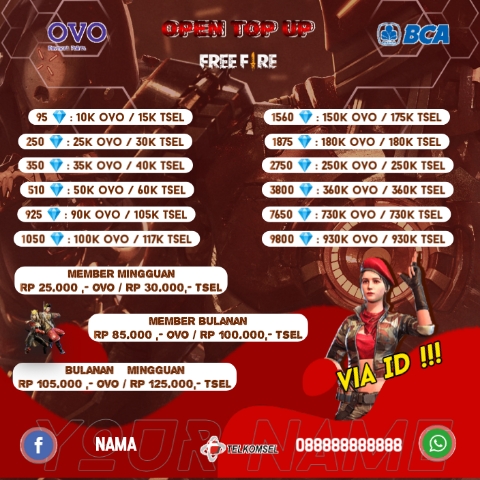 OVO
OPEN TOP UP
BCA
FREE FIRE
95 : 10K OVO / 15K TSEL
250 : 25K OVO / 30K TSEL
350 : 35K OVO / 40K TSEL
510 : 50K OVO / 60K TSEL
925 : 90K OVO / 105K TSEL
1050 : 100K OVO / 117K TSEL
1560 : 150K OVO / 175K TSEL
1875 : 180K OVO / 180K TSEL
2750 : 250K OVO / 250K TSEL
3800 : 360K OVO / 360K TSEL
7650 : 730K OVO / 730K TSEL
9800 : 930K OVO / 930K TSEL
MEMBER MINGGUAN
RP 25.000 ,- OVO / RP 30.000,- TSEL
MEMBER BULANAN
RP 85.000 ,- OVO / RP 100.000,- TSEL
BULANAN MINGGUAN
RP 105.000 ,- OVO / RP 125.000,- TSEL
VIA ID !!!
YOUR NAME
f
NAMA
TELKOMSEL
088888888888